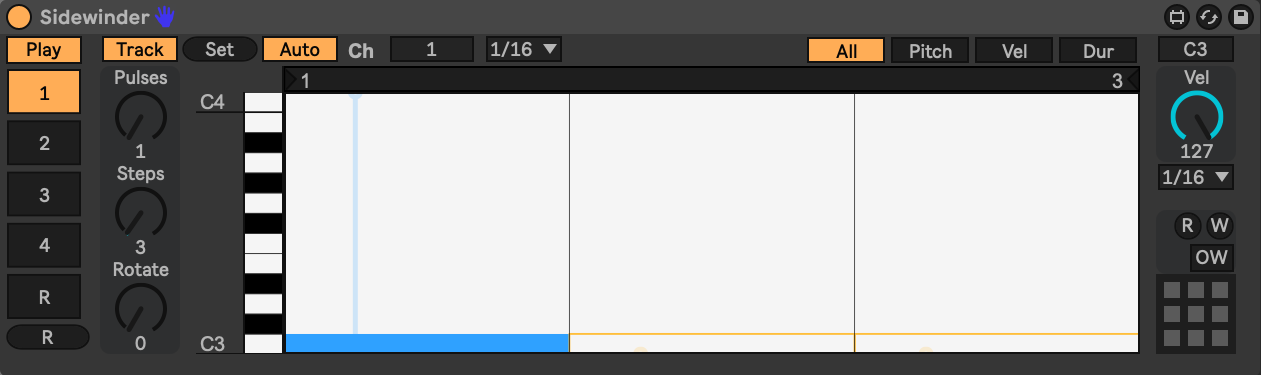 Sidewinder
Play Track Set Auto Ch 1 1/16 All Pitch Vel Dur C3
1 Pulses 1 3 Vel
C4
1 127
2 Steps 1/16
3
R W
4 3 OW
Rotate
R
R 0 C3